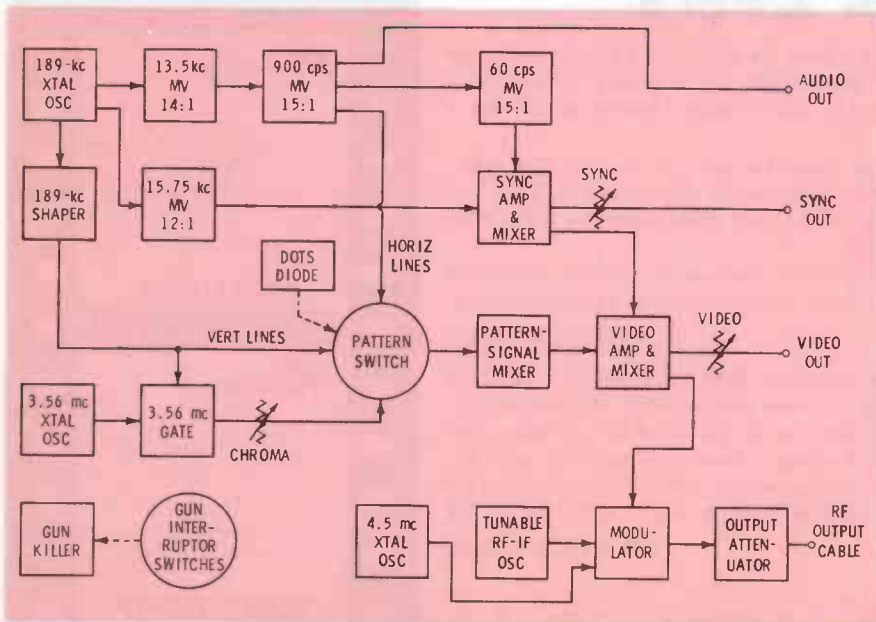 189-kc
XTAL
OSC
13.5kc
MV
14:1
900 cps
MV
15:1
60 cps
MV
15:1
AUDIO
OUT
189-kc
SHAPER
15.75 kc
MV
12:1
SYNC
AMP
&
MIXER
SYNC
SYNC
OUT
DOTS
DIODE
HORIZ
LINES
VERT LINES
PATTERN
SWITCH
PATTERN-
SIGNAL
MIXER
VIDEO
AMP &
MIXER
VIDEO
VIDEO
OUT
3.56 mc
XTAL
OSC
3.56 mc
GATE
CHROMA
GUN
KILLER
GUN
INTER-
RUPTOR
SWITCHES
4.5 mc
XTAL
OSC
TUNABLE
RF-IF
OSC
MODU-
LATOR
OUTPUT
ATTEN-
UATOR
RF
OUTPUT
CABLE